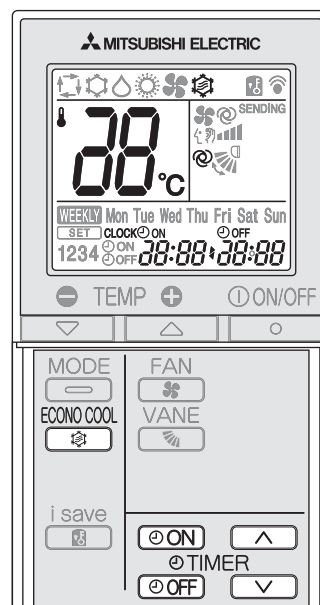 MITSUBISHI ELECTRIC
SENDING
88°C
WEEKLY Mon Tue Wed Thu Fri Sat Sun
SET CLOCK ON OFF
1234 ON OFF 88:88 88:88
TEMP ON/OFF
MODE FAN
ECONO COOL VANE
i save
ON
TIMER
OFF